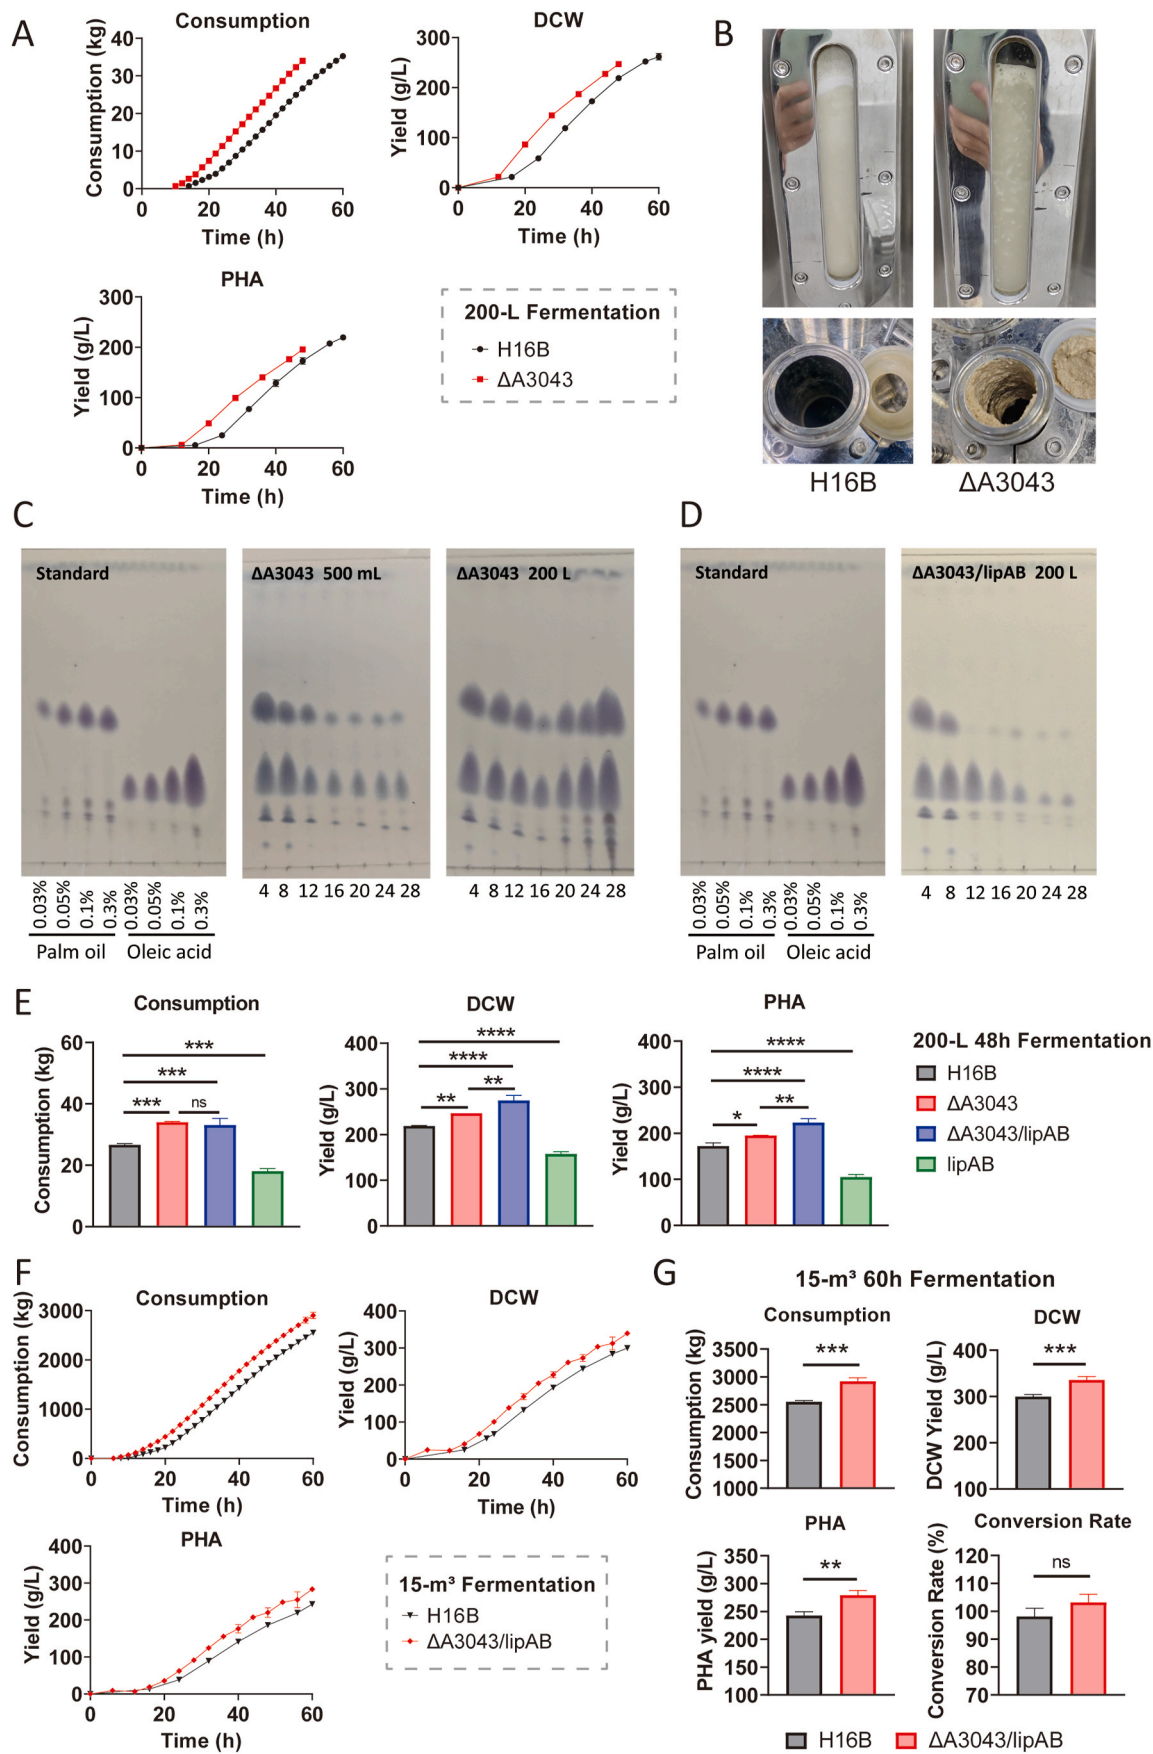 A
Consumption
Consumption (kg)
40
30
20
10
0
0 20 40 60
Time (h)
DCW
Yield (g/L)
300
200
100
0
0 20 40 60
Time (h)
PHA
Yield (g/L)
300
200
100
0
0 20 40 60
Time (h)
200-L Fermentation
H16B
ΔA3043
B
H16B ΔA3043
C
Standard
ΔA3043 500 mL
ΔA3043 200 L
0.03% 0.05% 0.1% 0.3% 0.03% 0.05% 0.1% 0.3%
Palm oil Oleic acid
4 8 12 16 20 24 28
4 8 12 16 20 24 28
D
Standard
ΔA3043/lipAB 200 L
0.03% 0.05% 0.1% 0.3% 0.03% 0.05% 0.1% 0.3%
Palm oil Oleic acid
4 8 12 16 20 24 28
E
Consumption
Consumption (kg)
60
40
20
0
***
***
*** ns
DCW
Yield (g/L)
400
300
200
100
0
****
****
**
**
PHA
Yield (g/L)
400
300
200
100
0
****
****
**
*
200-L 48h Fermentation
H16B
ΔA3043
ΔA3043/lipAB
lipAB
F
Consumption
Consumption (kg)
3000
2000
1000
0
0 20 40 60
Time (h)
DCW
Yield (g/L)
400
300
200
100
0
0 20 40 60
Time (h)
PHA
Yield (g/L)
400
300
200
100
0
0 20 40 60
Time (h)
15-m³ Fermentation
H16B
ΔA3043/lipAB
G
15-m³ 60h Fermentation
Consumption
Consumption (kg)
3500
3000
2500
2000
1500
1000
***
DCW
DCW Yield (g/L)
400
300
200
100
***
PHA
PHA yield (g/L)
350
300
250
200
150
100
**
Conversion Rate
Conversion Rate (%)
120
110
100
90
80
70
ns
H16B ΔA3043/lipAB